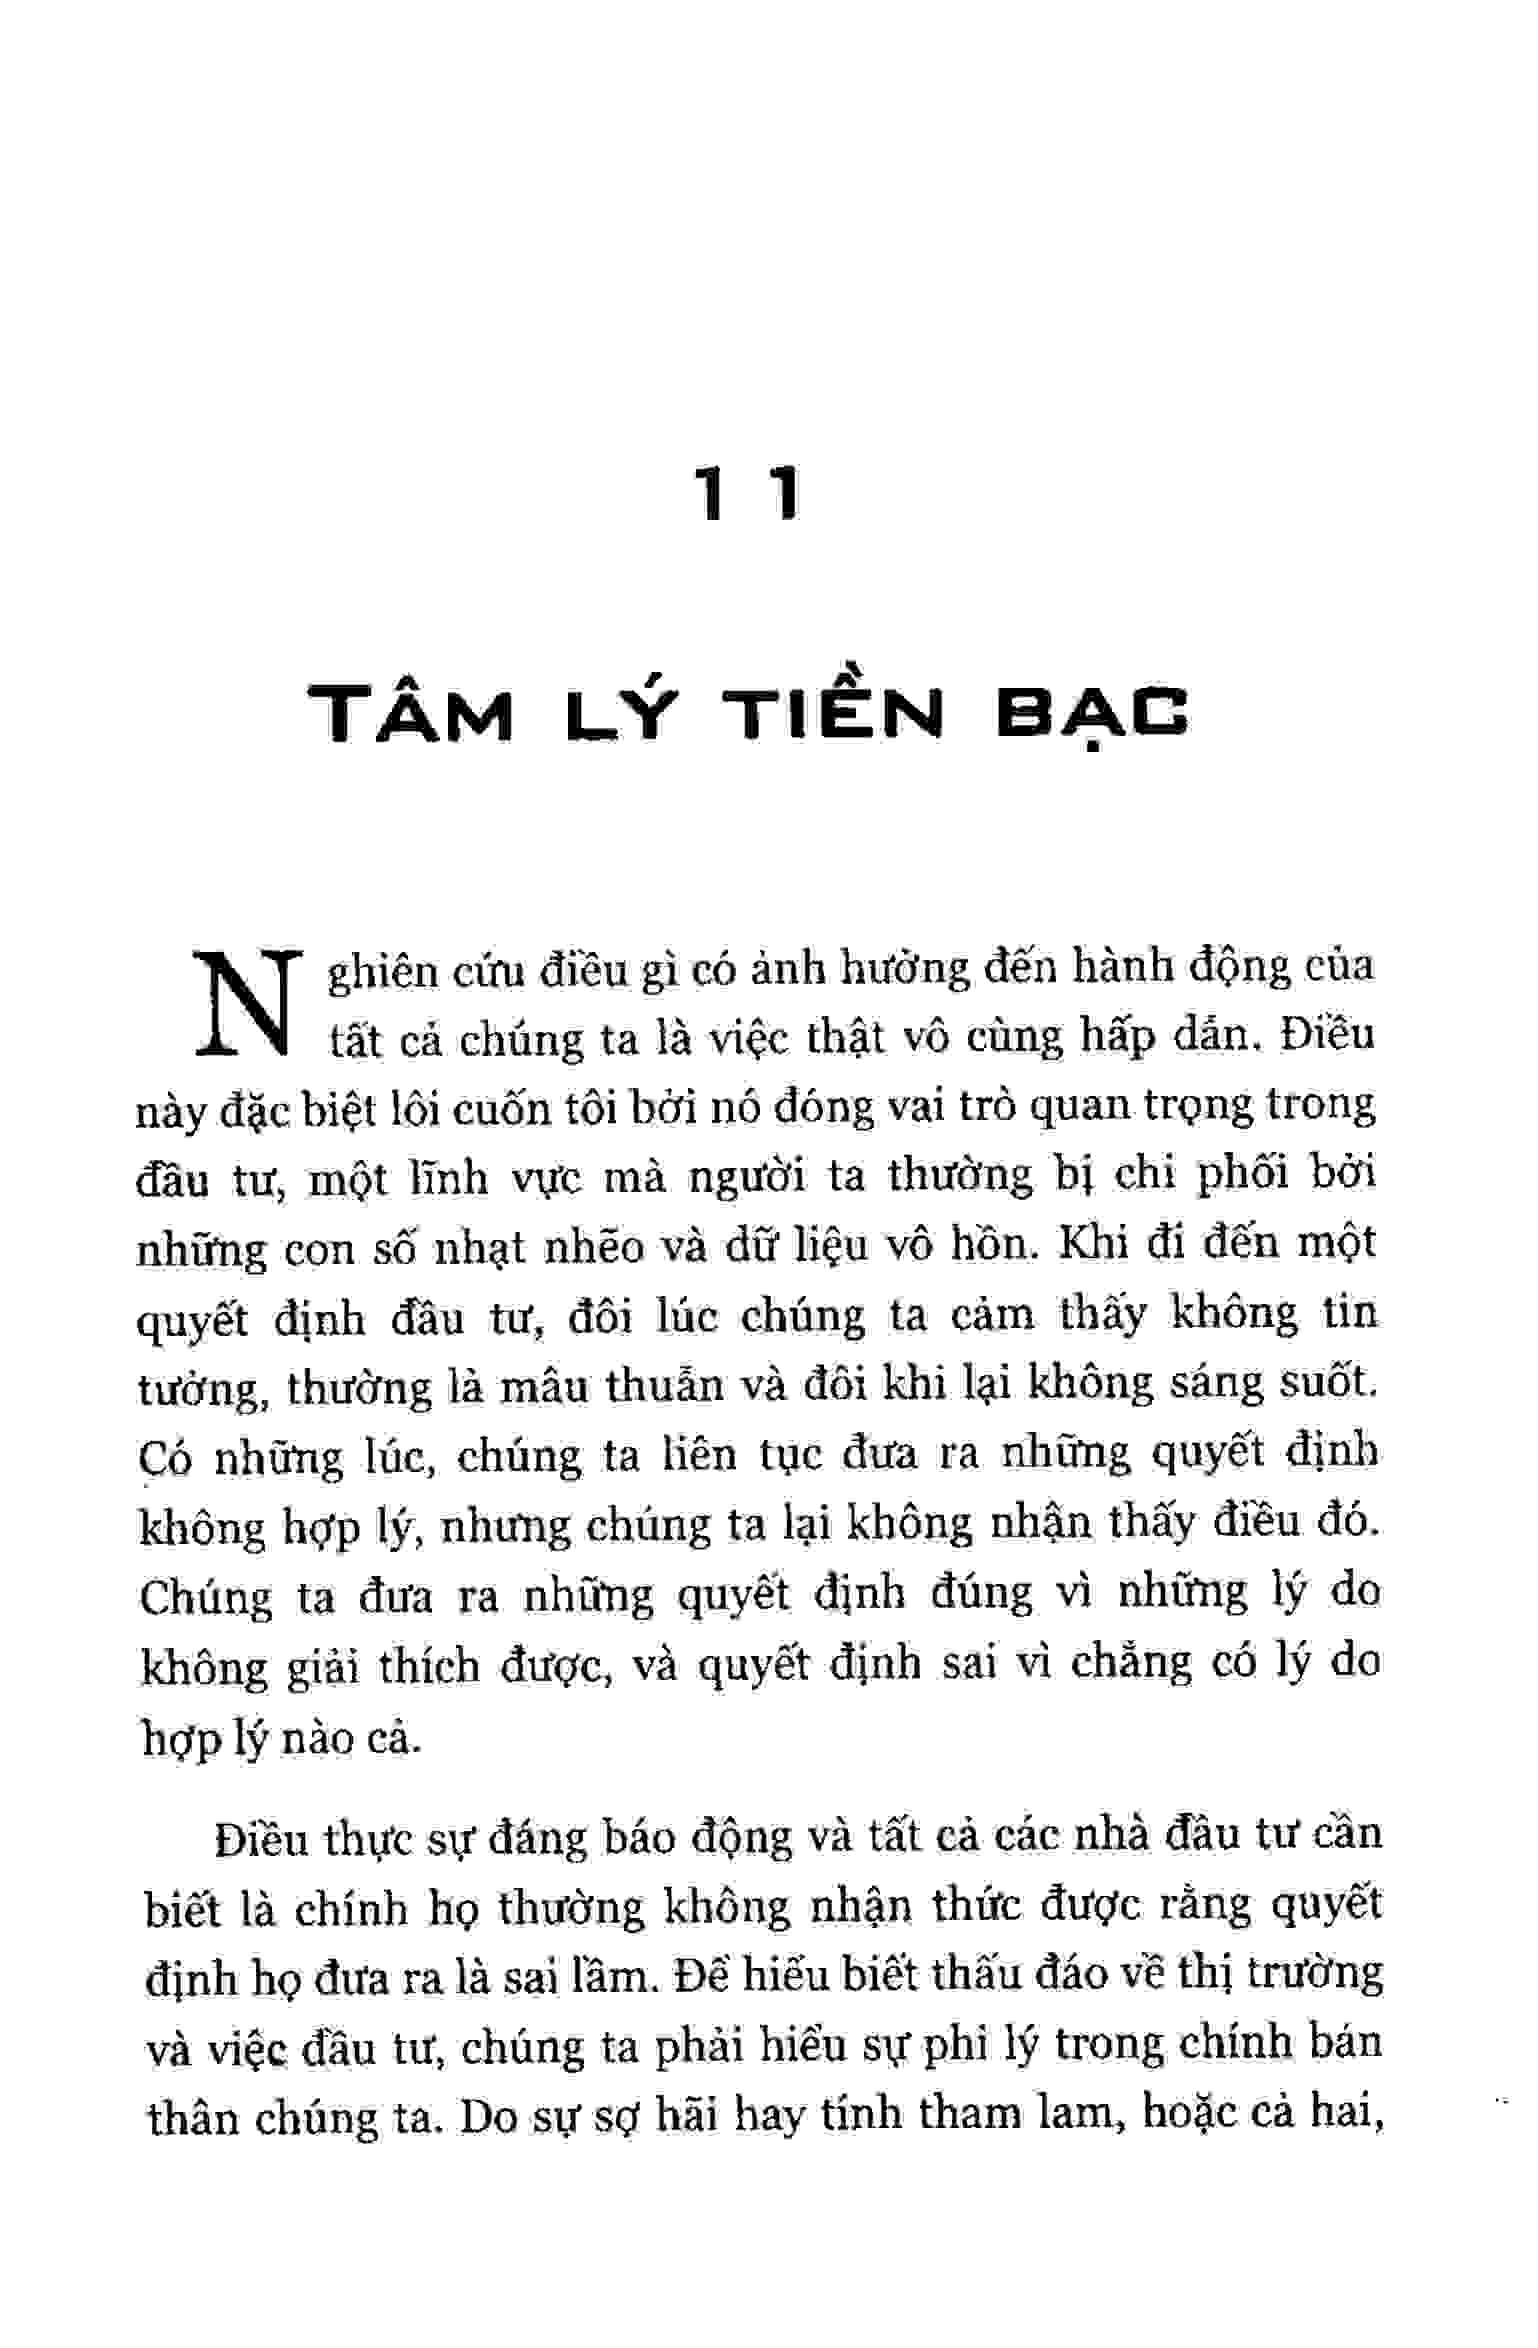 11
TÂM LÝ TIỀN BẠC
Nghiên cứu điều gì có ảnh hưởng đến hành động của
tất cả chúng ta là việc thật vô cùng hấp dẫn. Điều
này đặc biệt lôi cuốn tôi bởi nó đóng vai trò quan trọng trong
đầu tư, một lĩnh vực mà người ta thường bị chi phối bởi
những con số nhạt nhẽo và dữ liệu vô hồn. Khi đi đến một
quyết định đầu tư, đôi lúc chúng ta cảm thấy không tin
tưởng, thường là mâu thuẫn và đôi khi lại không sáng suốt.
Có những lúc, chúng ta liên tục đưa ra những quyết định
không hợp lý, nhưng chúng ta lại không nhận thấy điều đó.
Chúng ta đưa ra những quyết định đúng vì những lý do
không giải thích được, và quyết định sai vì chẳng có lý do
hợp lý nào cả.
Điều thực sự đáng báo động và tất cả các nhà đầu tư cần
biết là chính họ thường không nhận thức được rằng quyết
định họ đưa ra là sai lầm. Để hiểu biết thấu đáo về thị trường
và việc đầu tư, chúng ta phải hiểu sự phi lý trong chính bản
thân chúng ta. Do sự sợ hãi hay tính tham lam, hoặc cả hai,